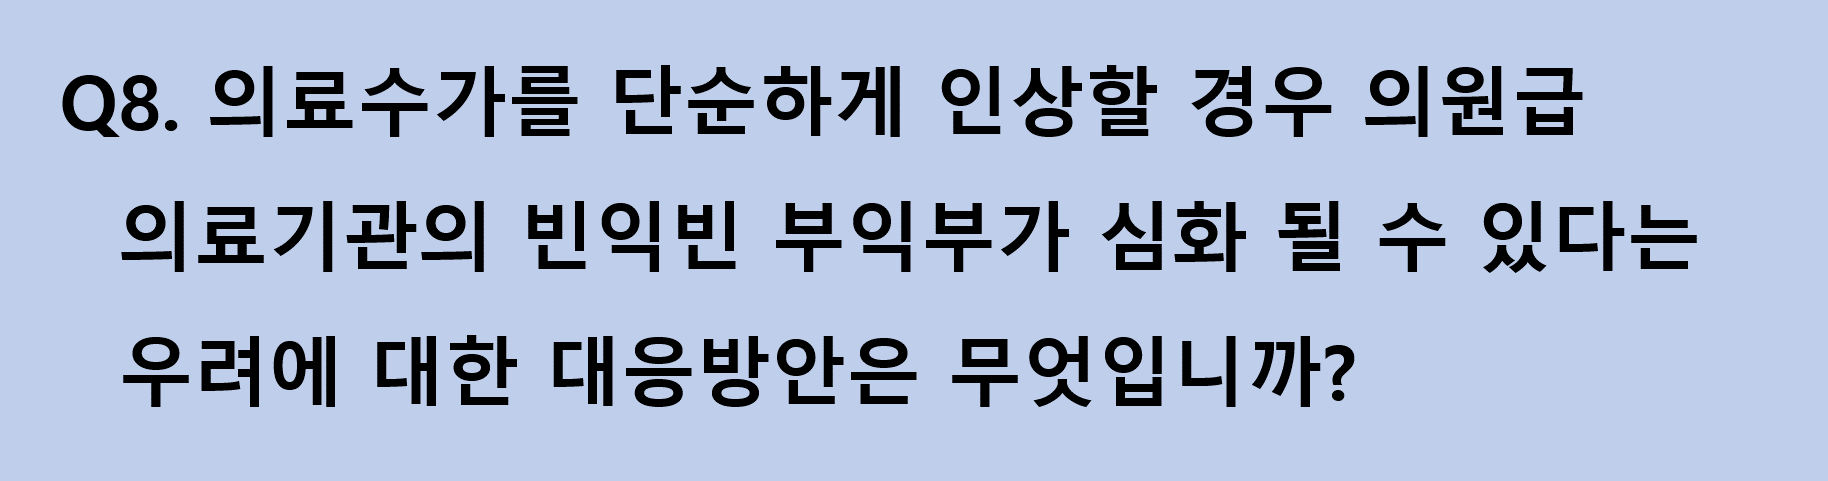 Q8. 의료수가를 단순하게 인상할 경우 의원급
의료기관의 빈익빈 부익부가 심화 될 수 있다는
우려에 대한 대응방안은 무엇입니까?